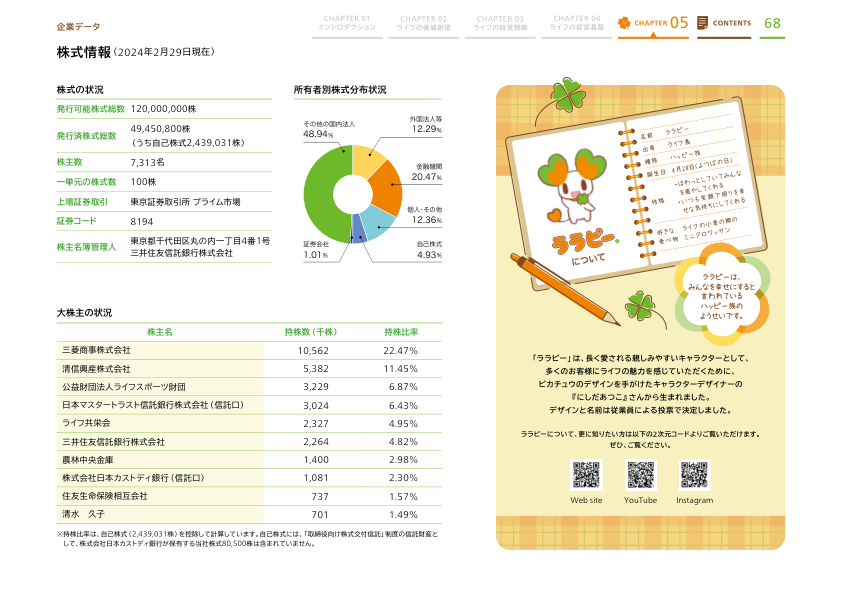 企業データ
CHAPTER 01
イントロダクション
CHAPTER 02
ライフの価値創造
CHAPTER 03
ライフの経営戦略
CHAPTER 04
ライフの経営基盤
CHAPTER 05
CONTENTS
68
株式情報（2024年2月29日現在）
株式の状況
発行可能株式総数 120,000,000株
発行済株式総数 49,450,800株
（うち自己株式2,439,031株）
株主数 7,313名
一単元の株式数 100株
上場証券取引 東京証券取引所 プライム市場
証券コード 8194
株主名簿管理人 東京都千代田区丸の内一丁目4番1号
三井住友信託銀行株式会社
所有者別株式分布状況
その他の国内法人
48.94%
外国法人等
12.29%
金融機関
20.47%
個人・その他
12.36%
自己株式
4.93%
証券会社
1.01%
大株主の状況
株主名 持株数（千株） 持株比率
三菱商事株式会社 10,562 22.47%
清信興産株式会社 5,382 11.45%
公益財団法人ライフスポーツ財団 3,229 6.87%
日本マスタートラスト信託銀行株式会社（信託口） 3,024 6.43%
ライフ共栄会 2,327 4.95%
三井住友信託銀行株式会社 2,264 4.82%
農林中央金庫 1,400 2.98%
株式会社日本カストディ銀行（信託口） 1,081 2.30%
住友生命保険相互会社 737 1.57%
清水　久子 701 1.49%
※持株比率は、自己株式（2,439,031株）を控除して計算しています。自己株式には、「取締役向け株式交付信託」制度の信託財産と
して、株式会社日本カストディ銀行が保有する当社株式80,500株は含まれていません。
ララピー
について
名前 ララピー
出身 ライフ島
種族 ハッピー族
誕生日 4月28日(よつばの日)
性格 ・ほわっとしていてみんな
を癒やしてくれる
・いつも笑顔で周りを幸
せな気持ちにしてくれる
好きな
食べ物 ライフの小麦の郷の
ミニクロワッサン
ララピーは、
みんなを幸せにすると
言われている
ハッピー族の
ようせいです。
「ララピー」は、長く愛される親しみやすいキャラクターとして、
多くのお客様にライフの魅力を感じていただくために、
ピカチュウのデザインを手がけたキャラクターデザイナーの
『にしだあつこ』さんから生まれました。
デザインと名前は従業員による投票で決定しました。
ララピーについて、更に知りたい方は以下の2次元コードよりご覧いただけます。
ぜひ、ご覧ください。
Web site
YouTube
Instagram